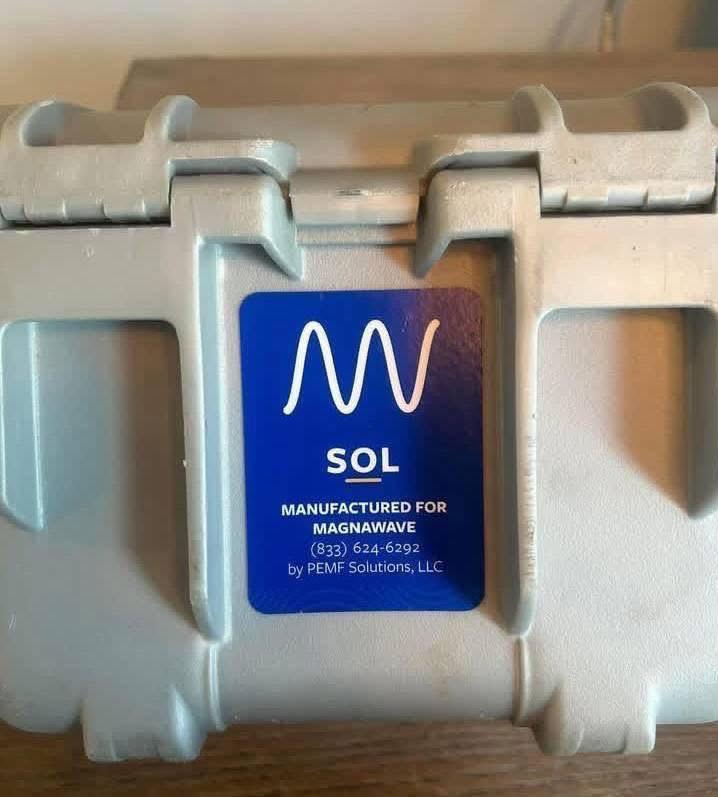 SOL
MANUFACTURED FOR
MAGNAWAVE
(833) 624-6292
by PEMF Solutions, LLC